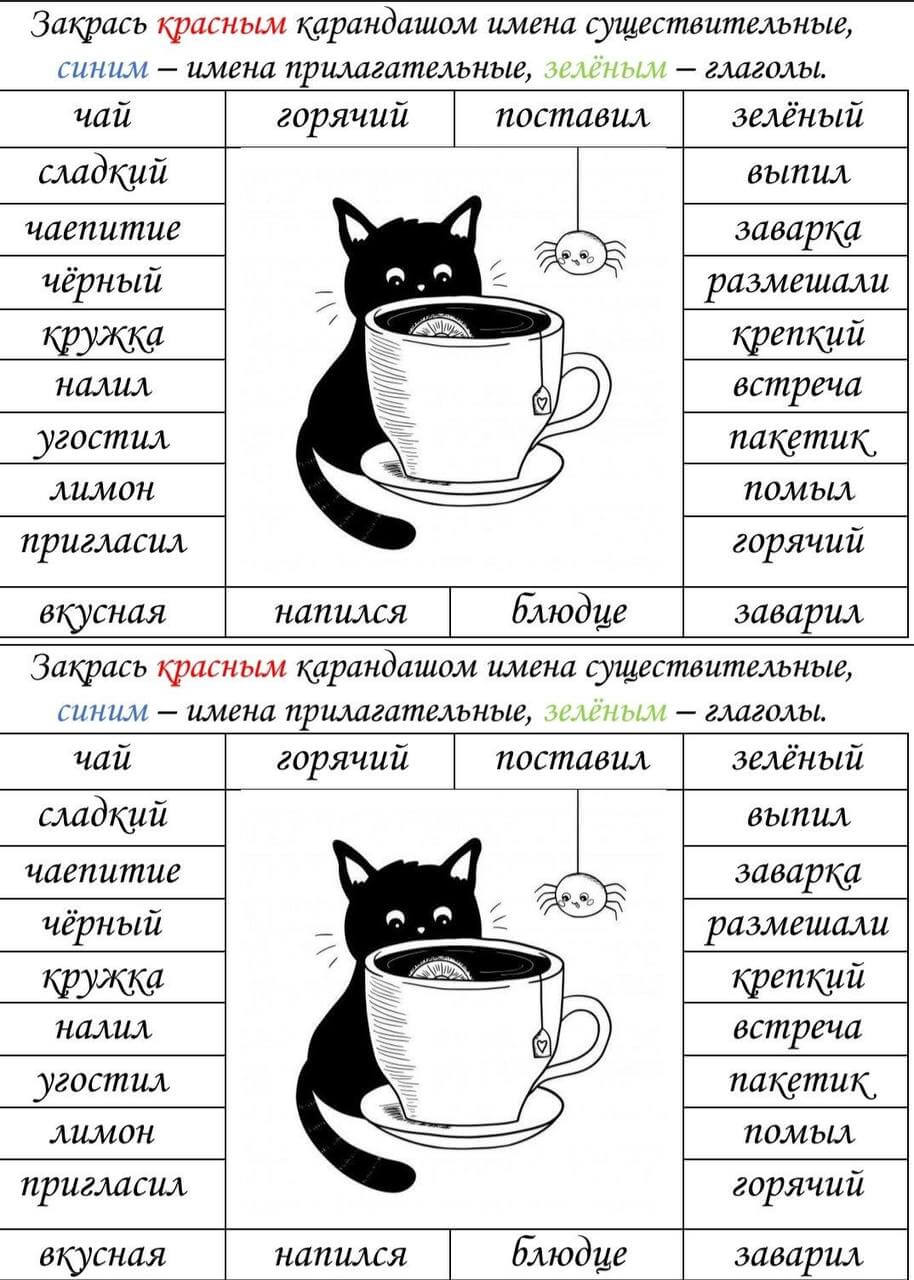 Закрась красным карандашом имена существительные,
синим – имена прилагательные, зелёным – глаголы.
чай горячий поставил зелёный
сладкий выпил
чаепитие заварка
чёрный размешали
кружка крепкий
налил встреча
угостил пакетик
лимон помыл
пригласил горячий
вкусная напился блюдце заварил
Закрась красным карандашом имена существительные,
синим – имена прилагательные, зелёным – глаголы.
чай горячий поставил зелёный
сладкий выпил
чаепитие заварка
чёрный размешали
кружка крепкий
налил встреча
угостил пакетик
лимон помыл
пригласил горячий
вкусная напился блюдце заварил